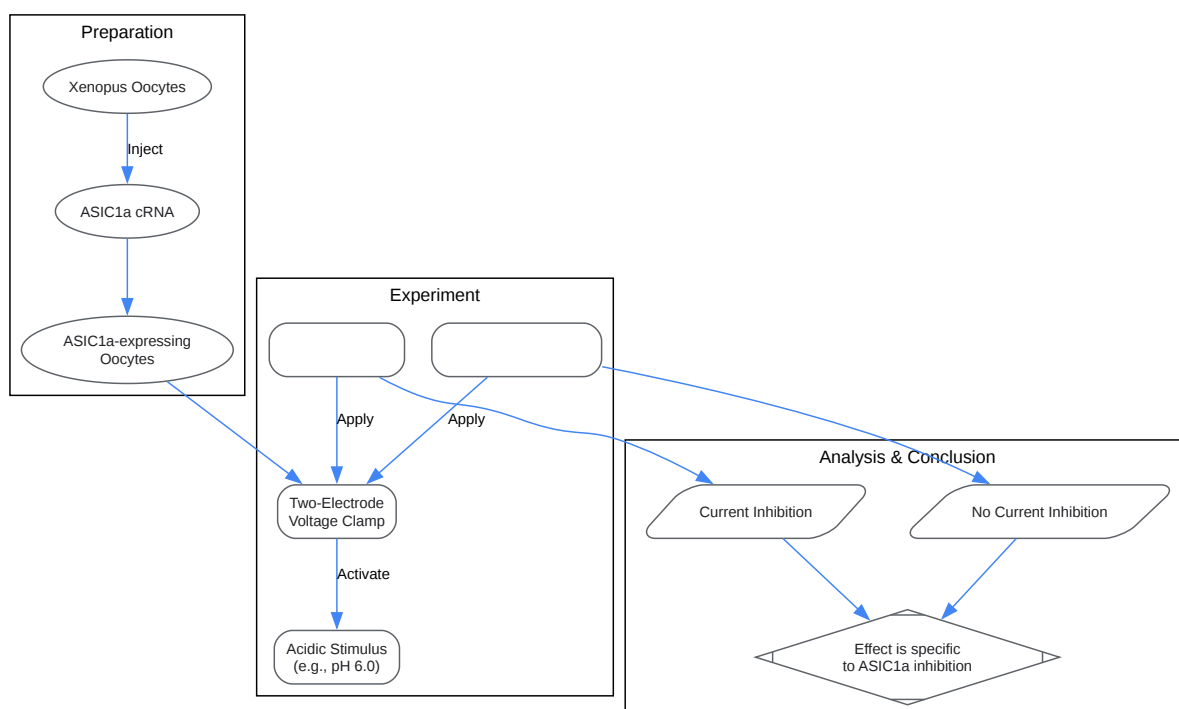 Preparation
Xenopus Oocytes
Inject
ASIC1a cRNA
ASIC1a-expressing
Oocytes
Experiment
Apply
Apply
Two-Electrode
Voltage Clamp
Activate
Acidic Stimulus
(e.g., pH 6.0)
Analysis & Conclusion
Current Inhibition
No Current Inhibition
Effect is specific
to ASIC1a inhibition